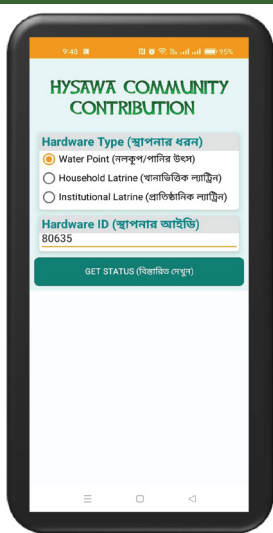 9:48
95%
HYSAWA COMMUNITY
CONTRIBUTION
Hardware Type (স্থাপনার ধরন)
Water Point (নলকূপ/পানির উৎস)
Household Latrine (খানাভিত্তিক ল্যাট্রিন)
Institutional Latrine (প্রাতিষ্ঠানিক ল্যাট্রিন)
Hardware ID (স্থাপনার আইডি)
80635
GET STATUS (বিস্তারিত দেখুন)